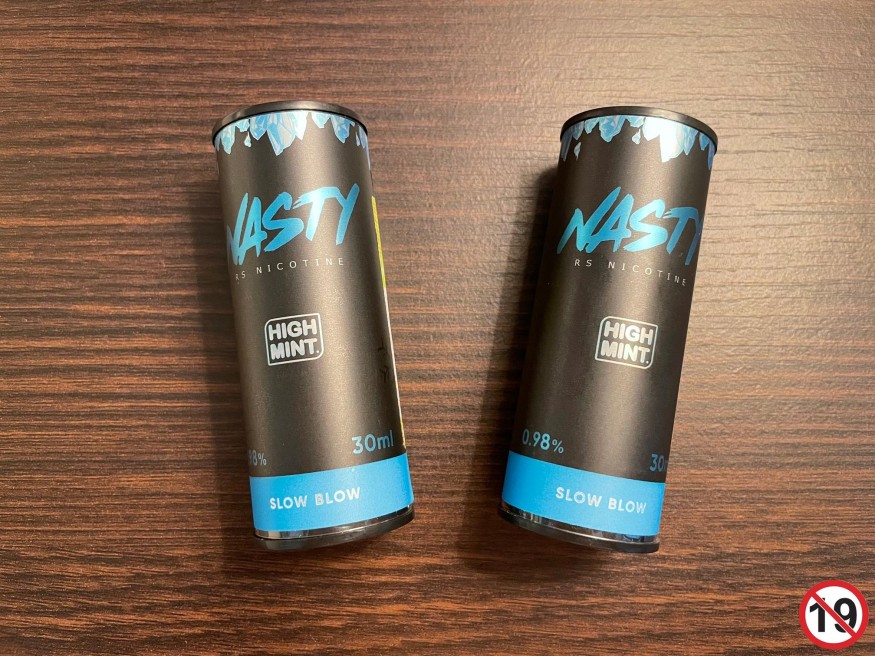 NASTY
RS NICOTINE
HIGH
MINT.
30ml
SLOW BLOW
NASTY
RS NICOTINE
HIGH
MINT.
0.98%
SLOW BLOW
19